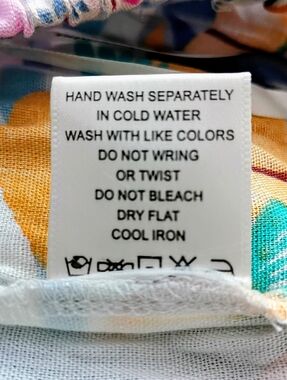 HAND WASH SEPARATELY
IN COLD WATER
WASH WITH LIKE COLORS
DO NOT WRING
OR TWIST
DO NOT BLEACH
DRY FLAT
COOL IRON